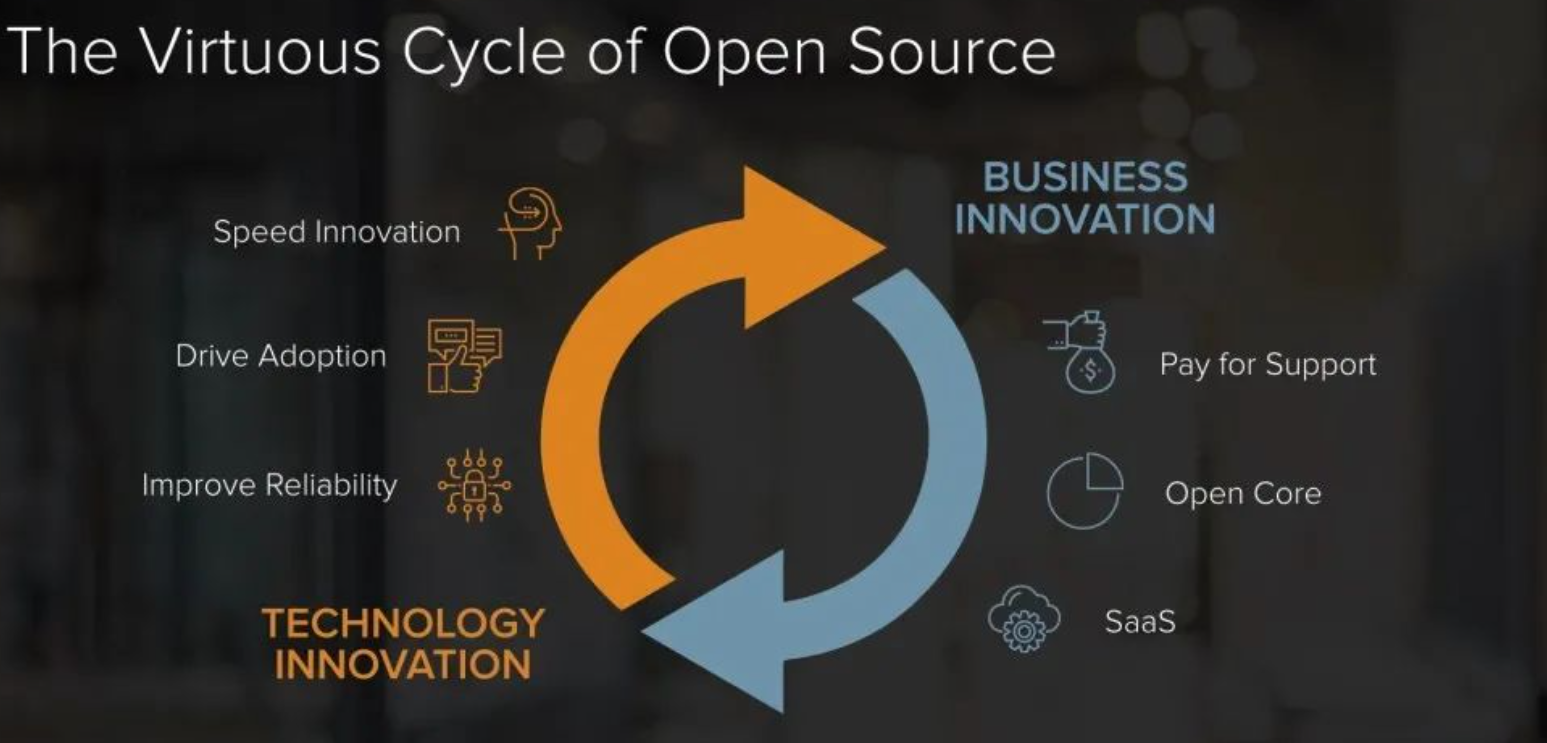 The Virtuous Cycle of Open Source
BUSINESS
INNOVATION
Speed Innovation
Drive Adoption
Pay for Support
Improve Reliability
Open Core
TECHNOLOGY
INNOVATION
SaaS